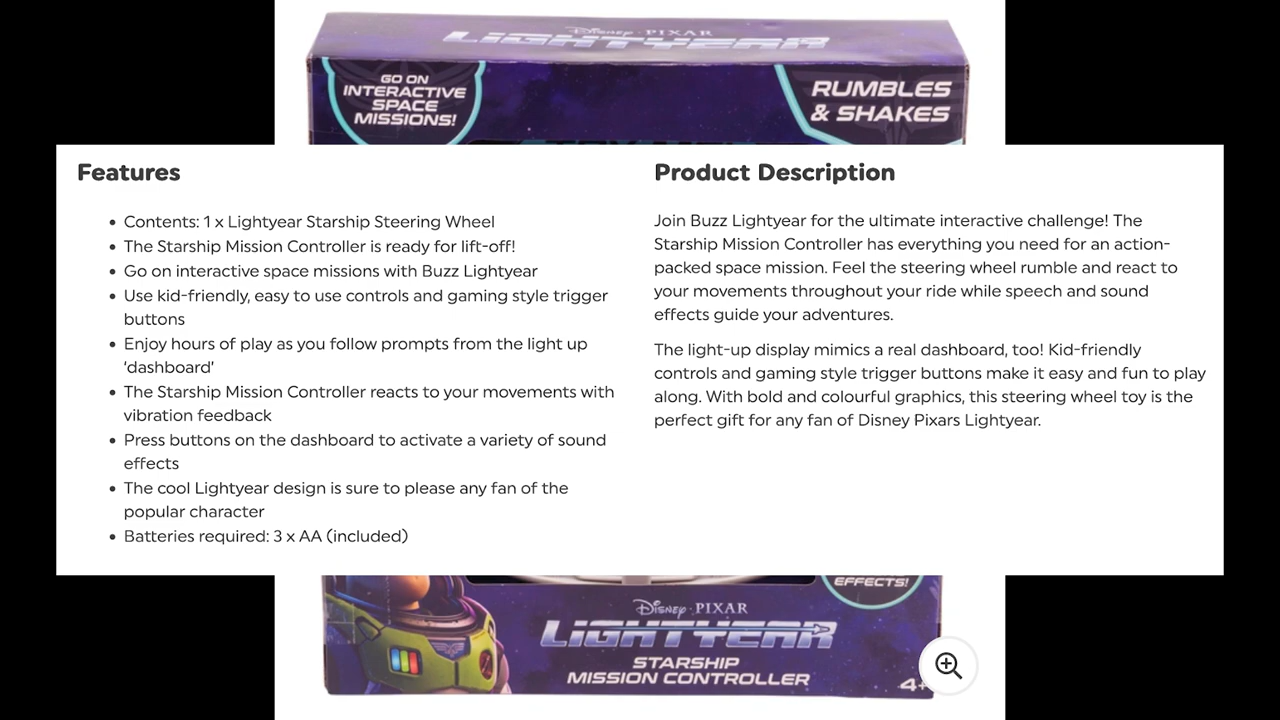 Disney · PIXAR
LIGHTYEAR
GO ON
INTERACTIVE
SPACE
MISSIONS!
RUMBLES
& SHAKES
Features
• Contents: 1 x Lightyear Starship Steering Wheel
• The Starship Mission Controller is ready for lift-off!
• Go on interactive space missions with Buzz Lightyear
• Use kid-friendly, easy to use controls and gaming style trigger
buttons
• Enjoy hours of play as you follow prompts from the light up
‘dashboard’
• The Starship Mission Controller reacts to your movements with
vibration feedback
• Press buttons on the dashboard to activate a variety of sound
effects
• The cool Lightyear design is sure to please any fan of the
popular character
• Batteries required: 3 x AA (included)
Product Description
Join Buzz Lightyear for the ultimate interactive challenge! The
Starship Mission Controller has everything you need for an action-
packed space mission. Feel the steering wheel rumble and react to
your movements throughout your ride while speech and sound
effects guide your adventures.
The light-up display mimics a real dashboard, too! Kid-friendly
controls and gaming style trigger buttons make it easy and fun to play
along. With bold and colourful graphics, this steering wheel toy is the
perfect gift for any fan of Disney Pixars Lightyear.
EFFECTS!
Disney · PIXAR
LIGHTYEAR
STARSHIP
MISSION CONTROLLER
4+